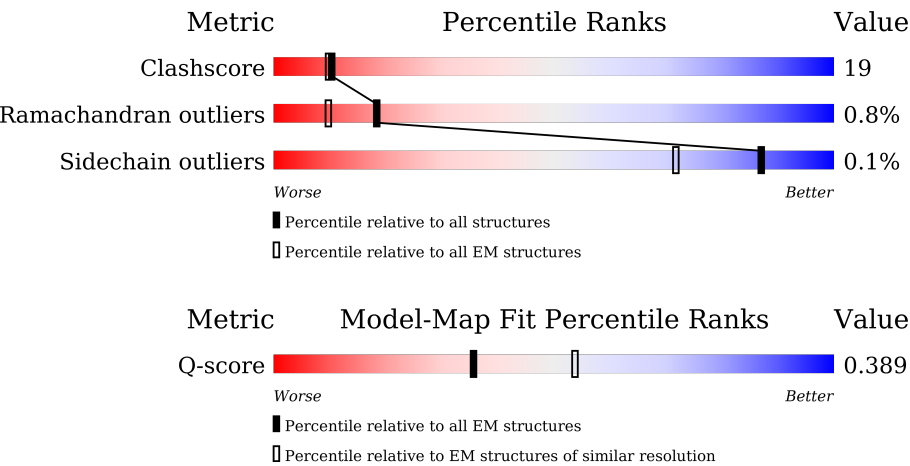 Metric Percentile Ranks Value
Clashscore 19
Ramachandran outliers 0.8%
Sidechain outliers 0.1%
Worse Better
Percentile relative to all structures
Percentile relative to all EM structures
Metric Model-Map Fit Percentile Ranks Value
Q-score 0.389
Worse Better
Percentile relative to all EM structures
Percentile relative to EM structures of similar resolution